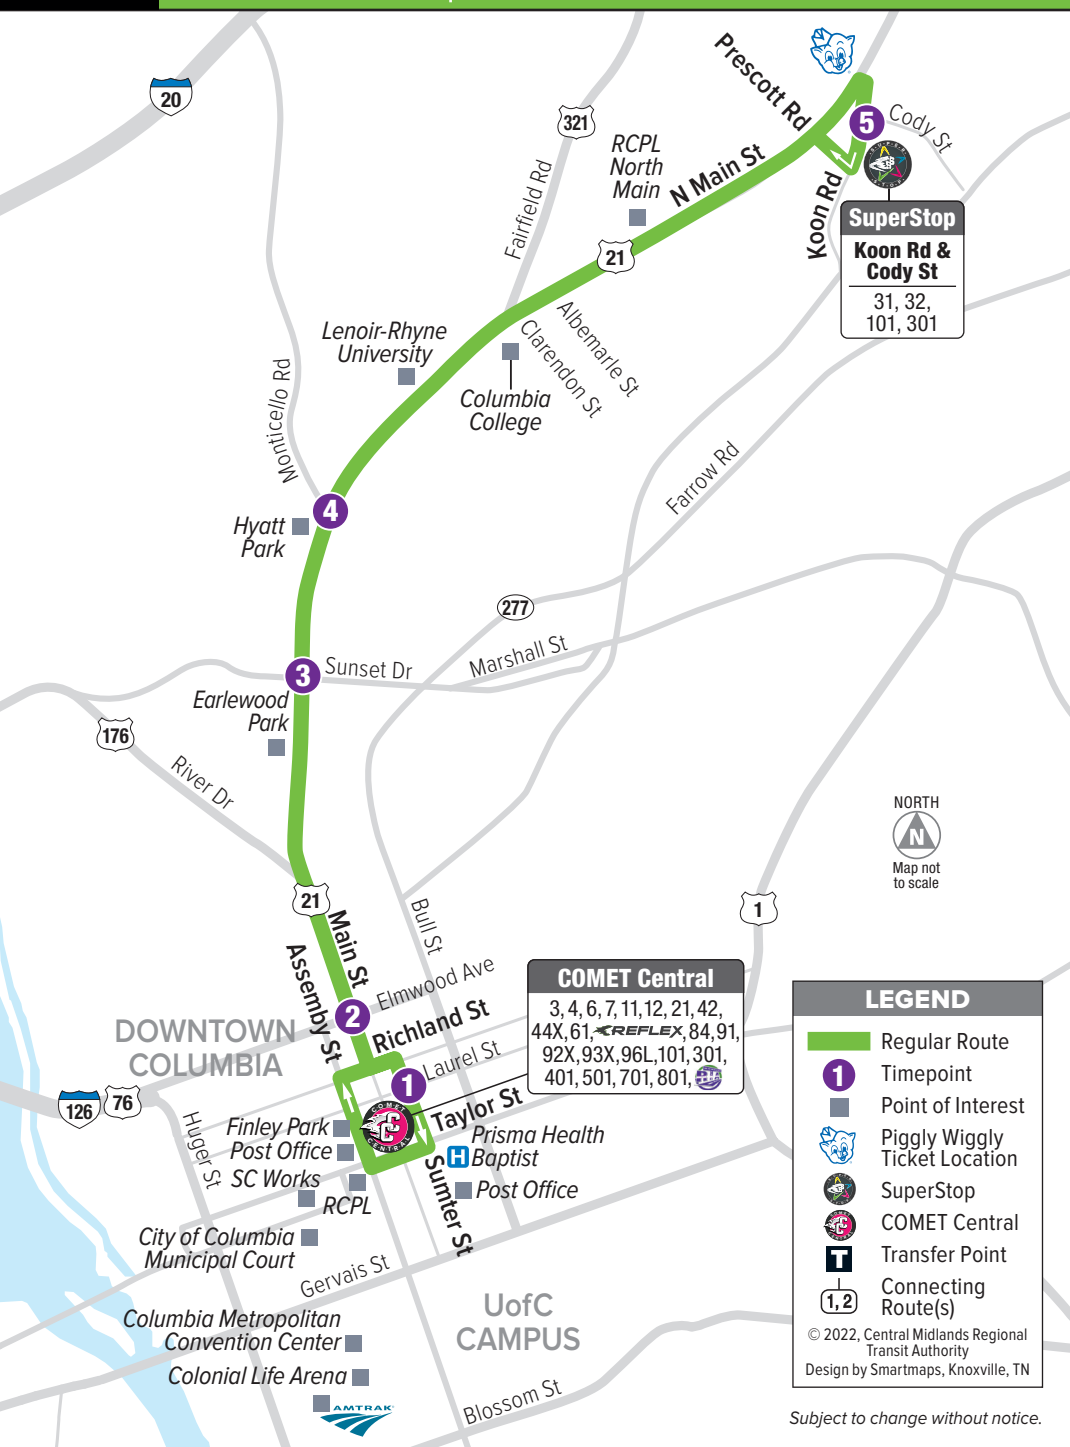 20
321
Prescott Rd
5
Cody St
RCPL
North
Main
N Main St
Fairfield Rd
Koon Rd
SuperStop
Koon Rd &
Cody St
31, 32,
101, 301
21
Albemarle St
Clarendon St
Lenoir-Rhyne
University
Columbia
College
Monticello Rd
Farrow Rd
4
Hyatt
Park
277
Marshall St
3
Sunset Dr
Earlewood
Park
176
River Dr
NORTH
N
Map not
to scale
21
1
Main St
Assemby St
Bull St
Elmwood Ave
2
Richland St
DOWNTOWN
COLUMBIA
COMET Central
3, 4, 6, 7, 11, 12, 21, 42,
44X, 61, REFLEX, 84, 91,
92X, 93X, 96L, 101, 301,
401, 501, 701, 801,
Laurel St
1
126
76
Huger St
COMET
CENTRAL
Taylor St
Finley Park
Post Office
SC Works
RCPL
H
Prisma Health
Baptist
Post Office
Sumter St
City of Columbia
Municipal Court
Gervais St
UofC
CAMPUS
Columbia Metropolitan
Convention Center
Colonial Life Arena
AMTRAK
Blossom St
LEGEND
Regular Route
1
Timepoint
Point of Interest
Piggly Wiggly
Ticket Location
SuperStop
COMET Central
T
Transfer Point
1, 2
Connecting
Route(s)
© 2022, Central Midlands Regional
Transit Authority
Design by Smartmaps, Knoxville, TN
Subject to change without notice.